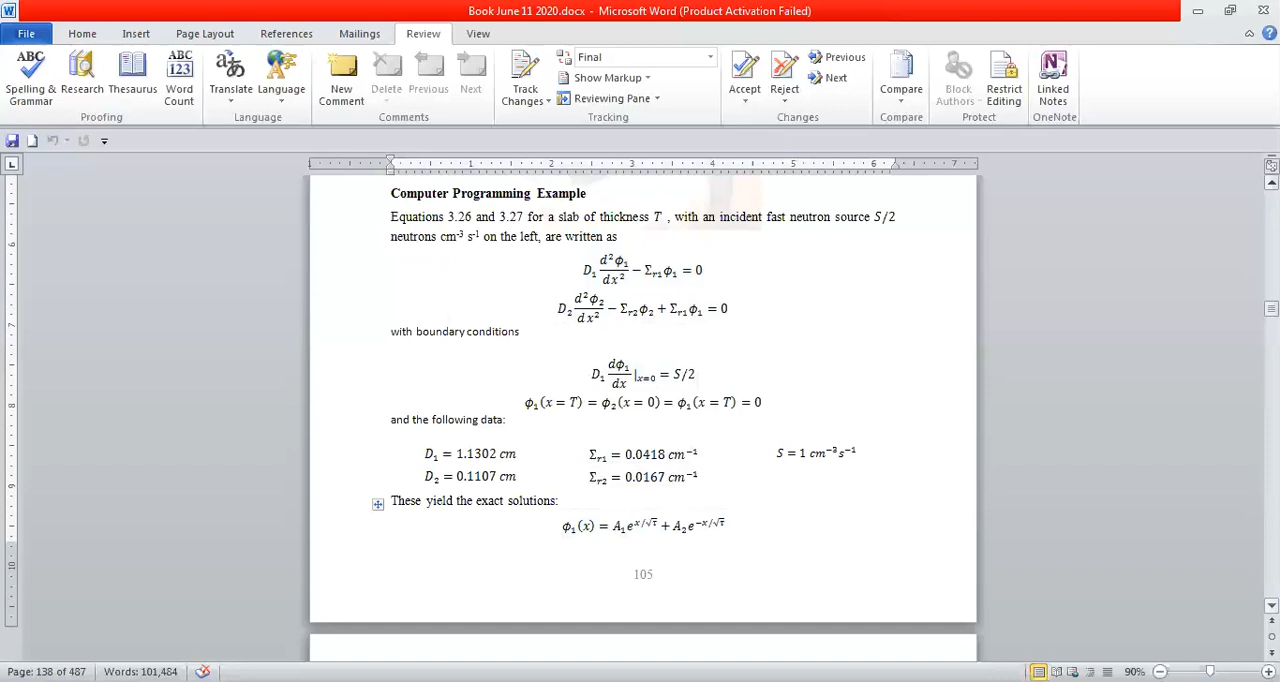 Book June 11 2020.docx - Microsoft Word (Product Activation Failed)
File Home Insert Page Layout References Mailings Review View
Spelling & Grammar Research Thesaurus Word Count Translate Language New Comment Delete Previous Next Track Changes Final Show Markup Reviewing Pane Accept Reject Previous Next Compare Block Authors Restrict Editing Linked Notes
Proofing Language Comments Tracking Changes Compare Protect OneNote
1 1 2 3 4 5 6 7
Computer Programming Example
Equations 3.26 and 3.27 for a slab of thickness T , with an incident fast neutron source S/2
neutrons cm-3 s-1 on the left, are written as
D₁ d²ϕ₁/dx² − Σr1ϕ₁ = 0
D₂ d²ϕ₂/dx² − Σr2ϕ₂ + Σr1ϕ₁ = 0
with boundary conditions
D₁ dϕ₁/dx |x=0 = S/2
ϕ₁(x = T) = ϕ₂(x = 0) = ϕ₁(x = T) = 0
and the following data:
D₁ = 1.1302 cm Σr1 = 0.0418 cm⁻¹ S = 1 cm⁻³s⁻¹
D₂ = 0.1107 cm Σr2 = 0.0167 cm⁻¹
These yield the exact solutions:
ϕ₁(x) = A₁e^x/√τ + A₂e^−x/√τ
105
Page: 138 of 487 Words: 101,484 90%